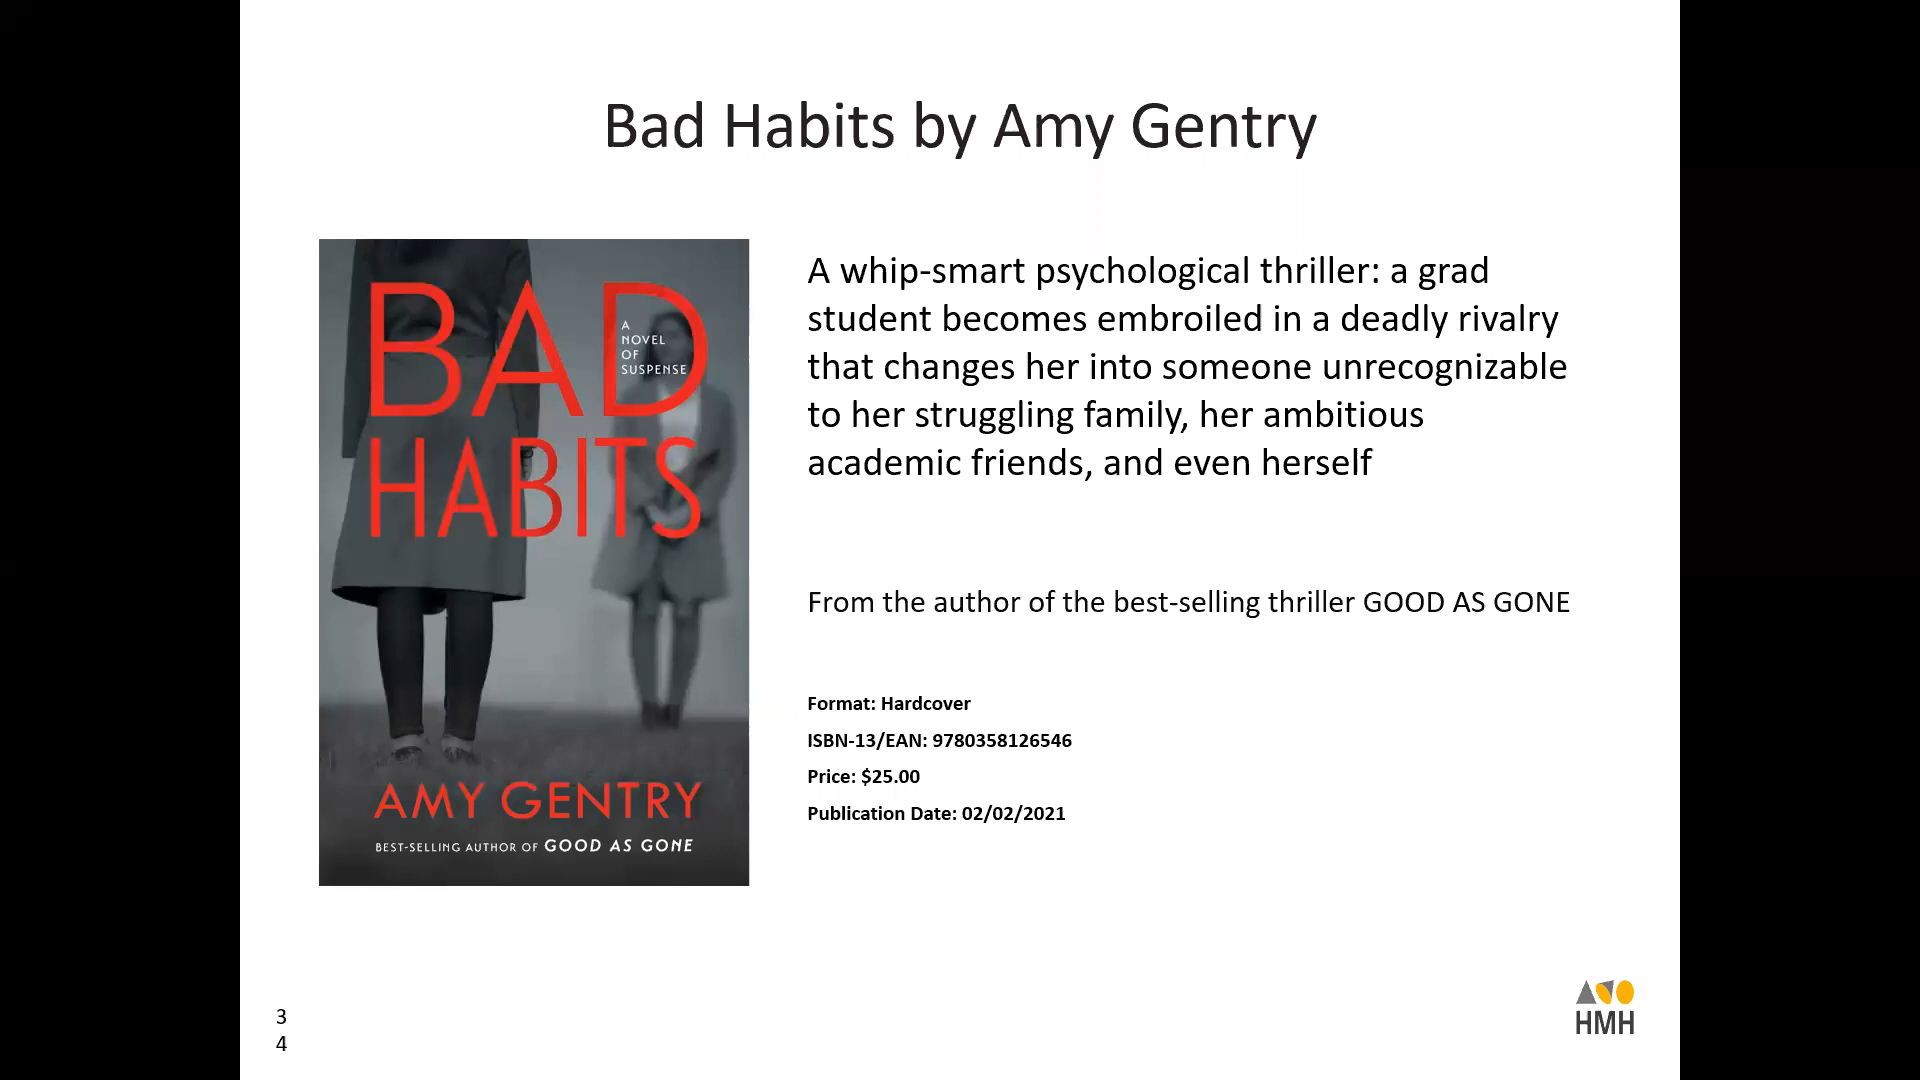 Bad Habits by Amy Gentry
BAD
A
NOVEL
OF
SUSPENSE
HABITS
AMY GENTRY
BEST-SELLING AUTHOR OF GOOD AS GONE
A whip-smart psychological thriller: a grad
student becomes embroiled in a deadly rivalry
that changes her into someone unrecognizable
to her struggling family, her ambitious
academic friends, and even herself
From the author of the best-selling thriller GOOD AS GONE
Format: Hardcover
ISBN-13/EAN: 9780358126546
Price: $25.00
Publication Date: 02/02/2021
3
4
HMH